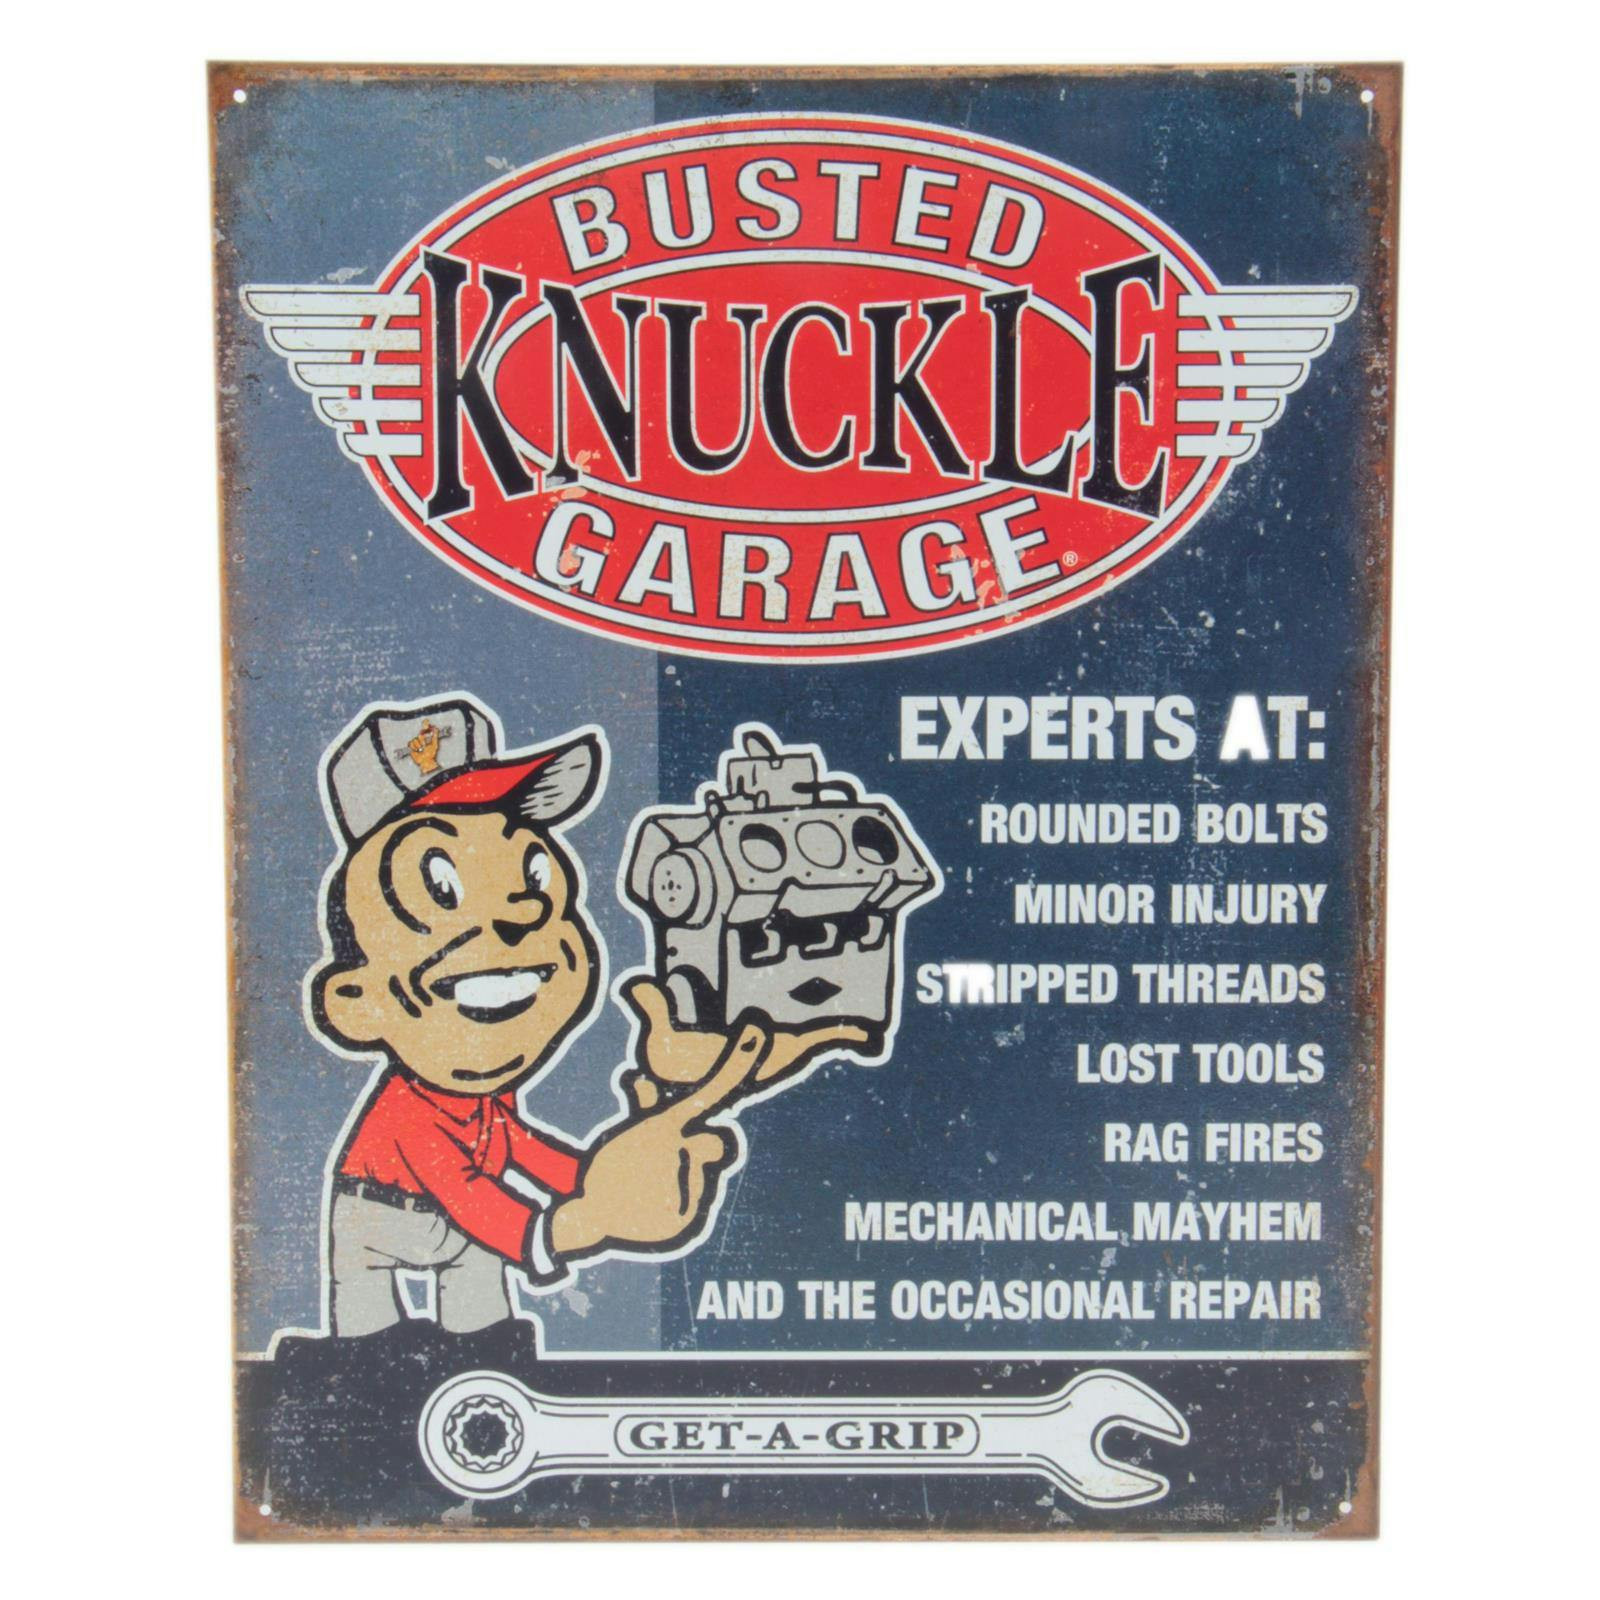 BUSTED
KNUCKLE
GARAGE®
EXPERTS AT:
ROUNDED BOLTS
MINOR INJURY
STRIPPED THREADS
LOST TOOLS
RAG FIRES
MECHANICAL MAYHEM
AND THE OCCASIONAL REPAIR
GET-A-GRIP